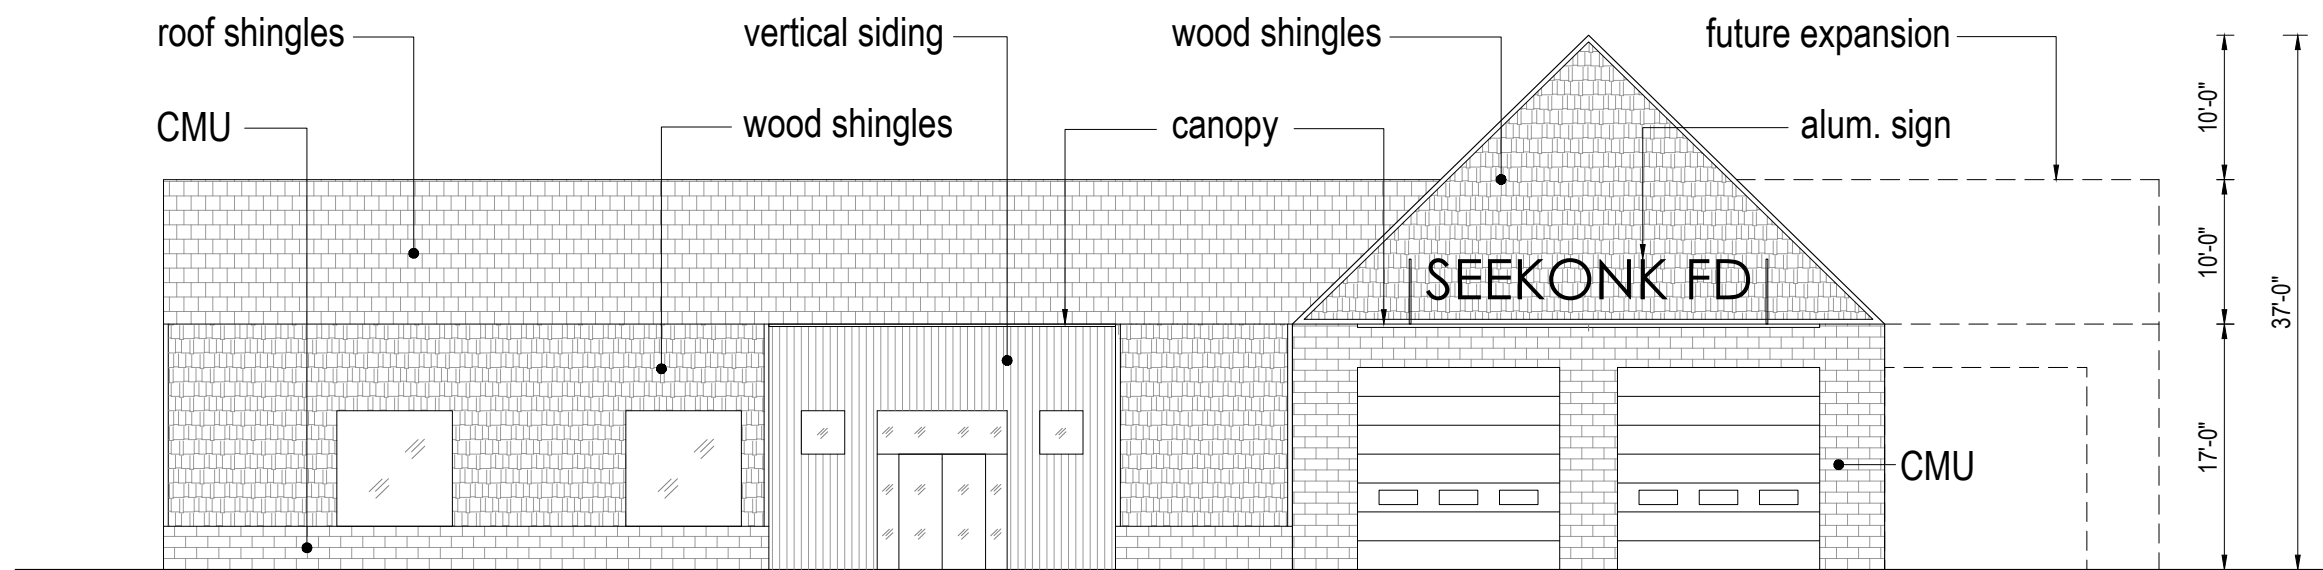 roof shingles
vertical siding
wood shingles
future expansion
CMU
wood shingles
canopy
alum. sign
10'-0"
10'-0"
SEEKONK FD
37'-0"
17'-0"
CMU